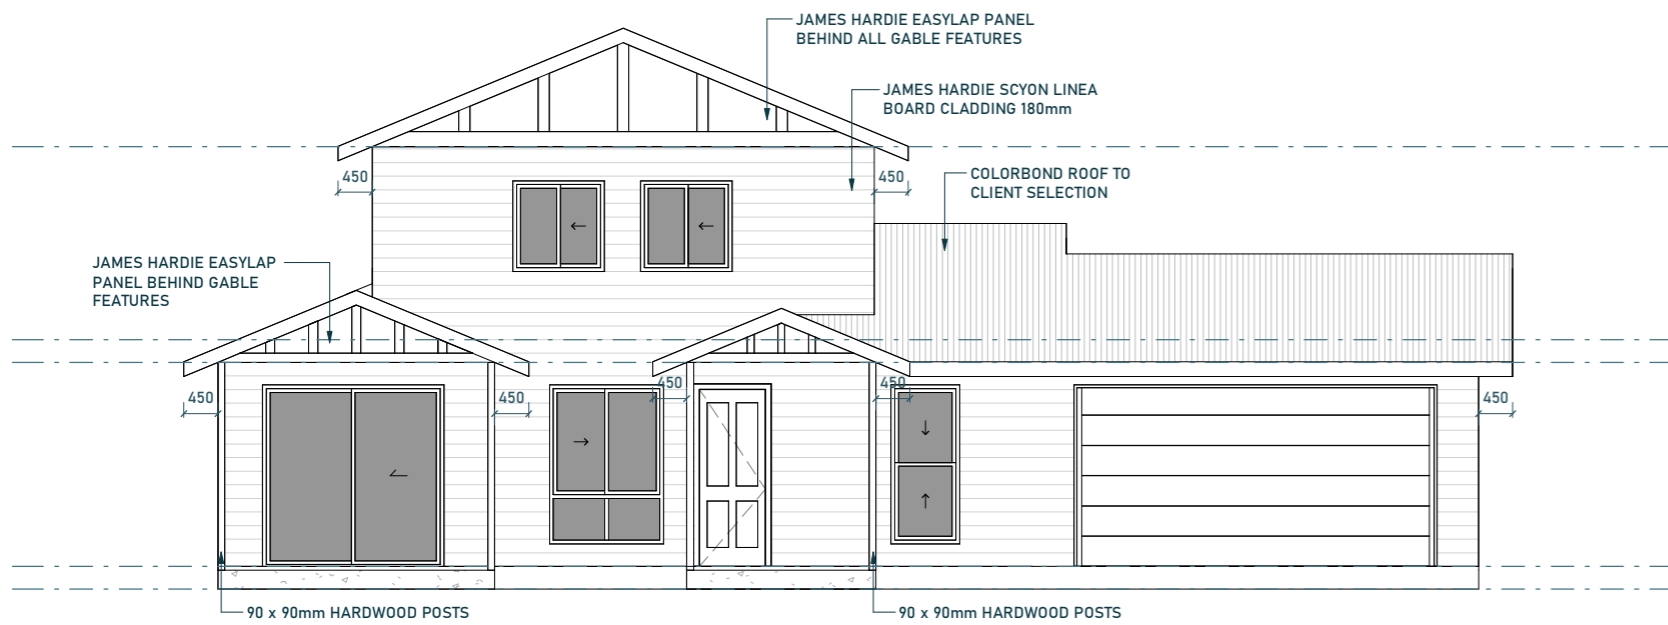 JAMES HARDIE EASYLAP PANEL
BEHIND ALL GABLE FEATURES
JAMES HARDIE SCYON LINEA
BOARD CLADDING 180mm
450
450
COLORBOND ROOF TO
CLIENT SELECTION
JAMES HARDIE EASYLAP
PANEL BEHIND GABLE
FEATURES
450
450
450
450
450
90 x 90mm HARDWOOD POSTS
90 x 90mm HARDWOOD POSTS